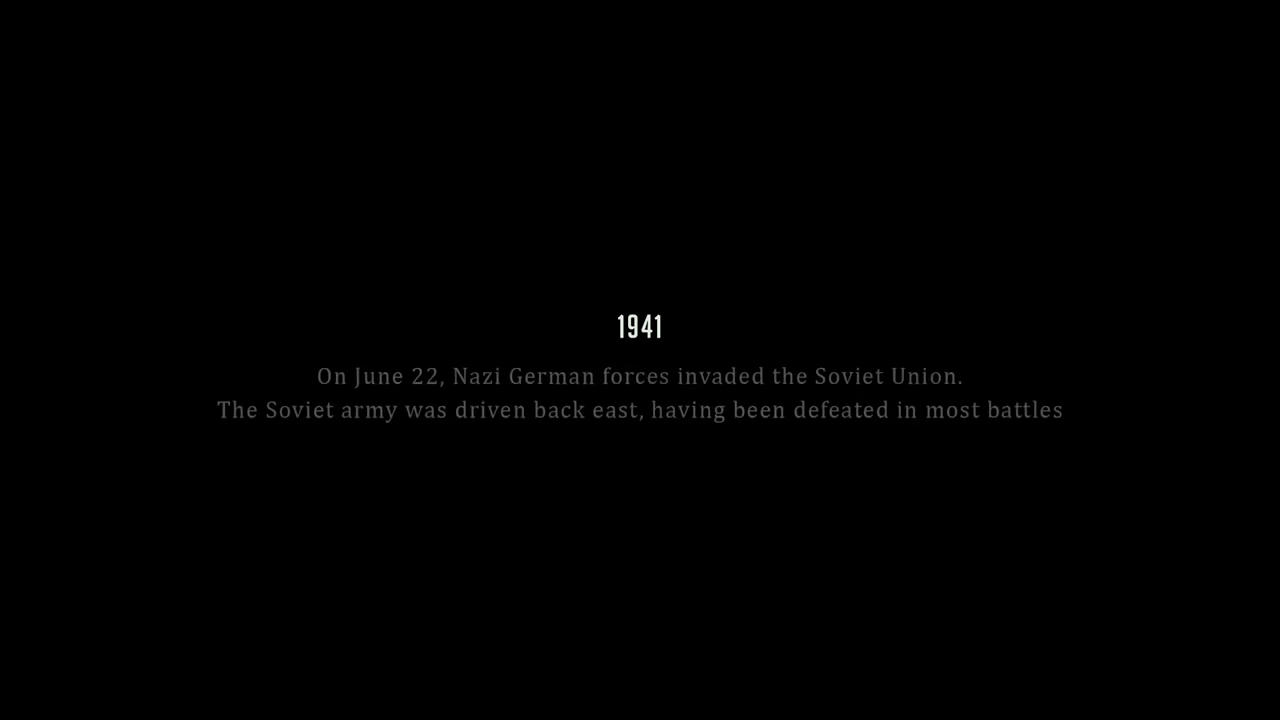 1941
On June 22, Nazi German forces invaded the Soviet Union.
The Soviet army was driven back east, having been defeated in most battles